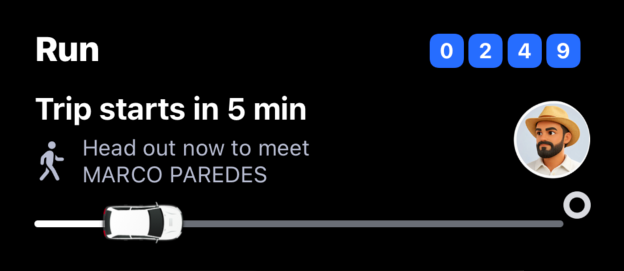 Run
0 2 4 9
Trip starts in 5 min
Head out now to meet
MARCO PAREDES